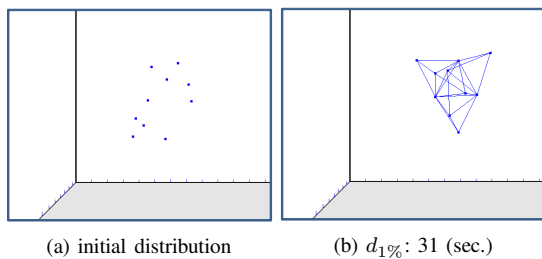 (a) initial distribution
(b) d1%: 31 (sec.)